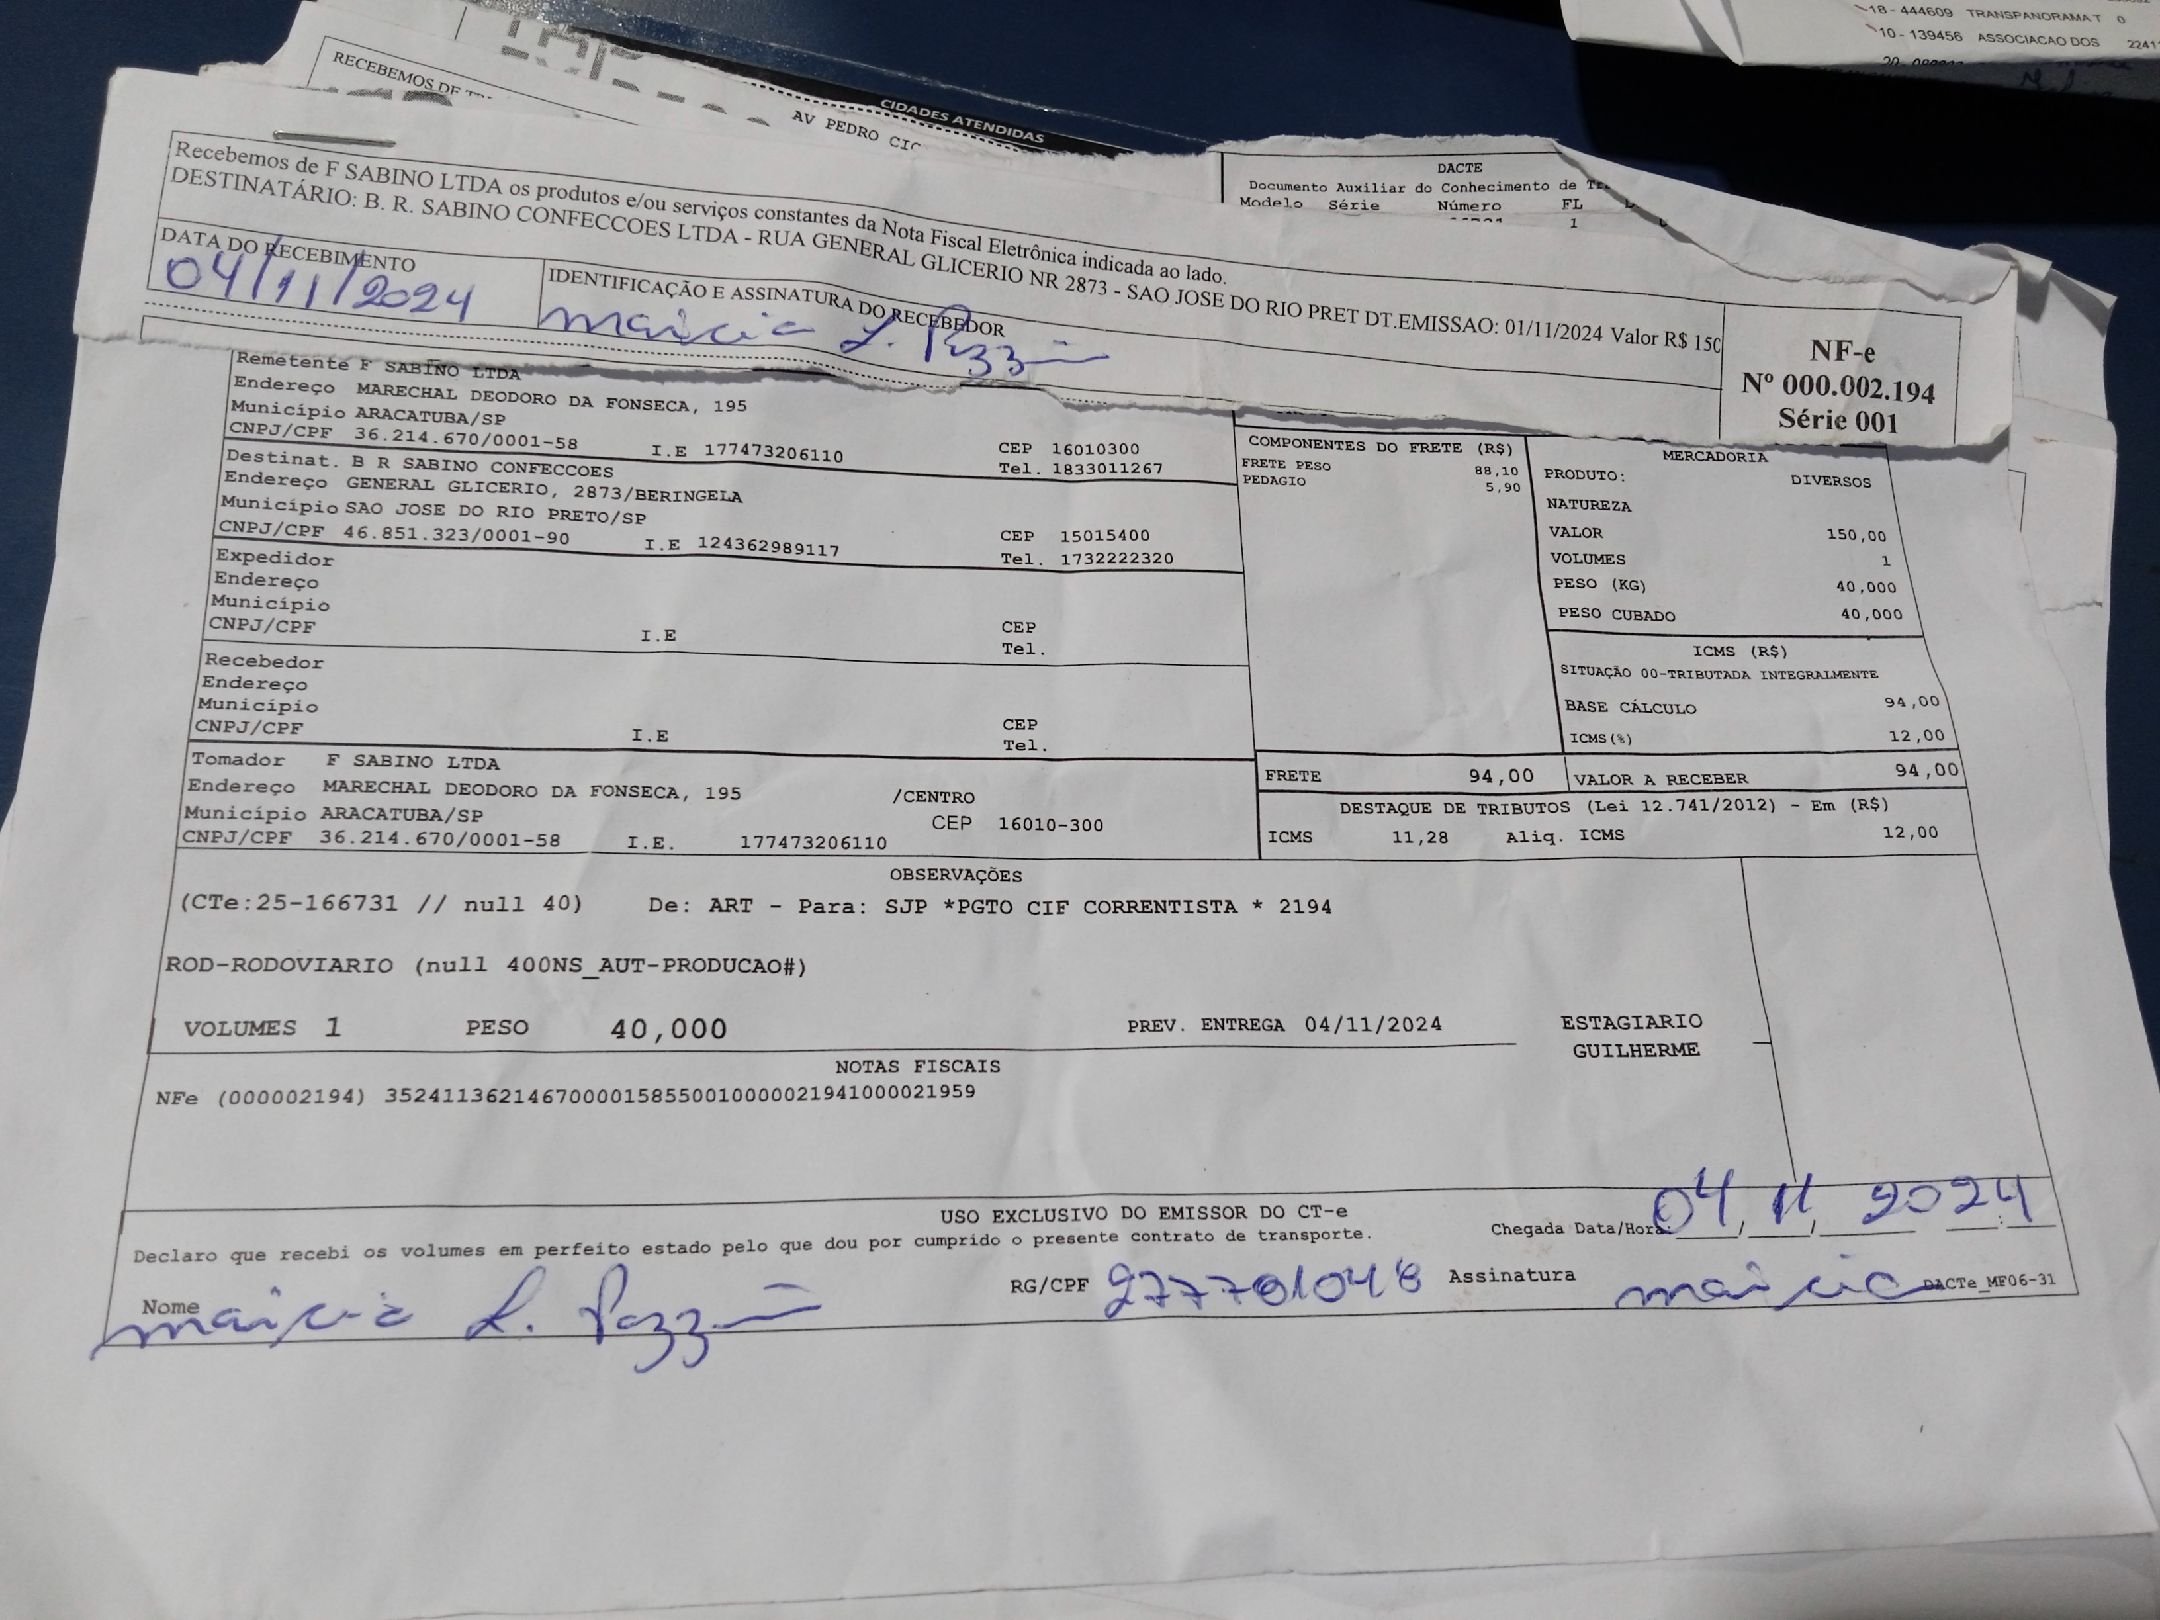 18 - 444609 TRANSPANORAMA T 0
10 - 139456 ASSOCIACAO DOS 2241
RECEBEMOS DE
CIDADES ATENDIDAS
AV PEDRO CIC
DACTE
Documento Auxiliar do Conhecimento de
Modelo Série Número FL
1
Recebemos de F SABINO LTDA os produtos e/ou serviços constantes da Nota Fiscal Eletrônica indicada ao lado.
DESTINATÁRIO: B. R. SABINO CONFECCOES LTDA - RUA GENERAL GLICERIO NR 2873 - SAO JOSE DO RIO PRET DT.EMISSAO: 01/11/2024 Valor R$ 150
DATA DO RECEBIMENTO
04/11/2024
IDENTIFICAÇÃO E ASSINATURA DO RECEBEDOR
marcia L.
NF-e
Nº 000.002.194
Série 001
Remetente F SABINO LTDA
Endereço MARECHAL DEODORO DA FONSECA, 195
Município ARACATUBA/SP
CNPJ/CPF 36.214.670/0001-58 I.E 177473206110 CEP 16010300
Tel. 1833011267
Destinat. B R SABINO CONFECCOES
Endereço GENERAL GLICERIO, 2873/BERINGELA
Município SAO JOSE DO RIO PRETO/SP
CNPJ/CPF 46.851.323/0001-90 I.E 124362989117 CEP 15015400
Tel. 1732222320
Expedidor
Endereço
Município
CNPJ/CPF I.E CEP
Tel.
Recebedor
Endereço
Município
CNPJ/CPF I.E CEP
Tel.
Tomador F SABINO LTDA
Endereço MARECHAL DEODORO DA FONSECA, 195 /CENTRO
Município ARACATUBA/SP CEP 16010-300
CNPJ/CPF 36.214.670/0001-58 I.E. 177473206110
COMPONENTES DO FRETE (R$)
FRETE PESO 88,10
PEDAGIO 5,90
MERCADORIA
PRODUTO: DIVERSOS
NATUREZA
VALOR 150,00
VOLUMES 1
PESO (KG) 40,000
PESO CUBADO 40,000
ICMS (R$)
SITUAÇÃO 00-TRIBUTADA INTEGRALMENTE
BASE CÁLCULO 94,00
ICMS(%) 12,00
FRETE 94,00 VALOR A RECEBER 94,00
DESTAQUE DE TRIBUTOS (Lei 12.741/2012) - Em (R$)
ICMS 11,28 Aliq. ICMS 12,00
OBSERVAÇÕES
(CTe:25-166731 // null 40) De: ART - Para: SJP *PGTO CIF CORRENTISTA * 2194
ROD-RODOVIARIO (null 400NS_AUT-PRODUCAO#)
VOLUMES 1 PESO 40,000 PREV. ENTREGA 04/11/2024 ESTAGIARIO
GUILHERME
NOTAS FISCAIS
NFe (000002194) 35241136214670000158550010000021941000021959
USO EXCLUSIVO DO EMISSOR DO CT-e
Declaro que recebi os volumes em perfeito estado pelo que dou por cumprido o presente contrato de transporte.
Chegada Data/Hora: 04/11/2024
Nome marcia L. RG/CPF 277701048 Assinatura marcia
DACTe_MF06-31